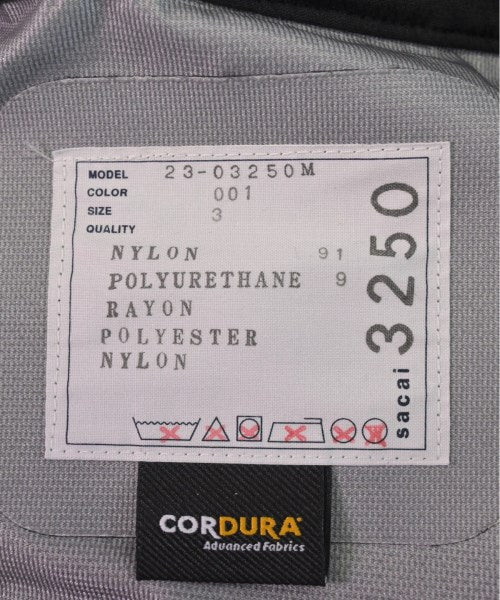 MODEL 23-03250M
COLOR 001
SIZE 3
QUALITY
NYLON 91
POLYURETHANE 9
RAYON
POLYESTER
NYLON
sacai 3250
CORDURA®
Advanced Fabrics